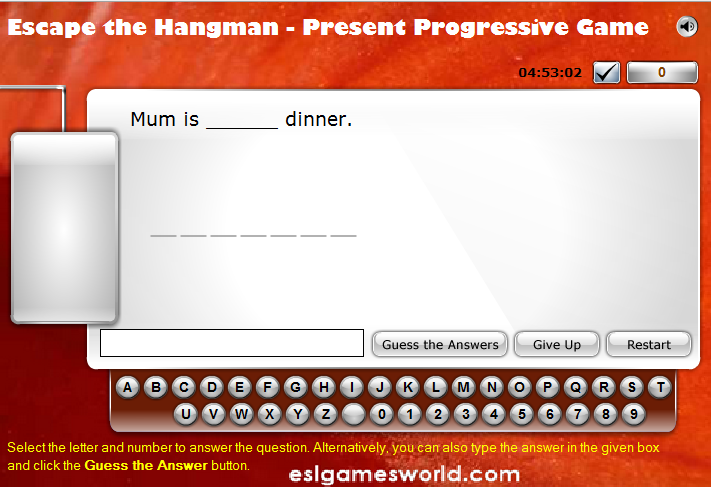 Escape the Hangman - Present Progressive Game
04:53:02 0
Mum is ______ dinner.
_ _ _ _ _ _ _
Guess the Answers Give Up Restart
A B C D E F G H I J K L M N O P Q R S T
U V W X Y Z 0 1 2 3 4 5 6 7 8 9
Select the letter and number to answer the question. Alternatively, you can also type the answer in the given box
and click the Guess the Answer button.
eslgamesworld.com